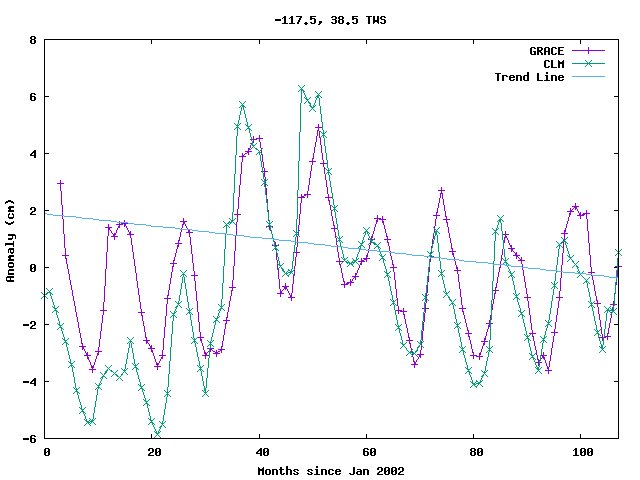 -117.5, 38.5 TWS
GRACE
CLM
Trend Line
8
6
4
2
0
-2
-4
-6
Anomaly (cm)
0 20 40 60 80 100
Months since Jan 2002